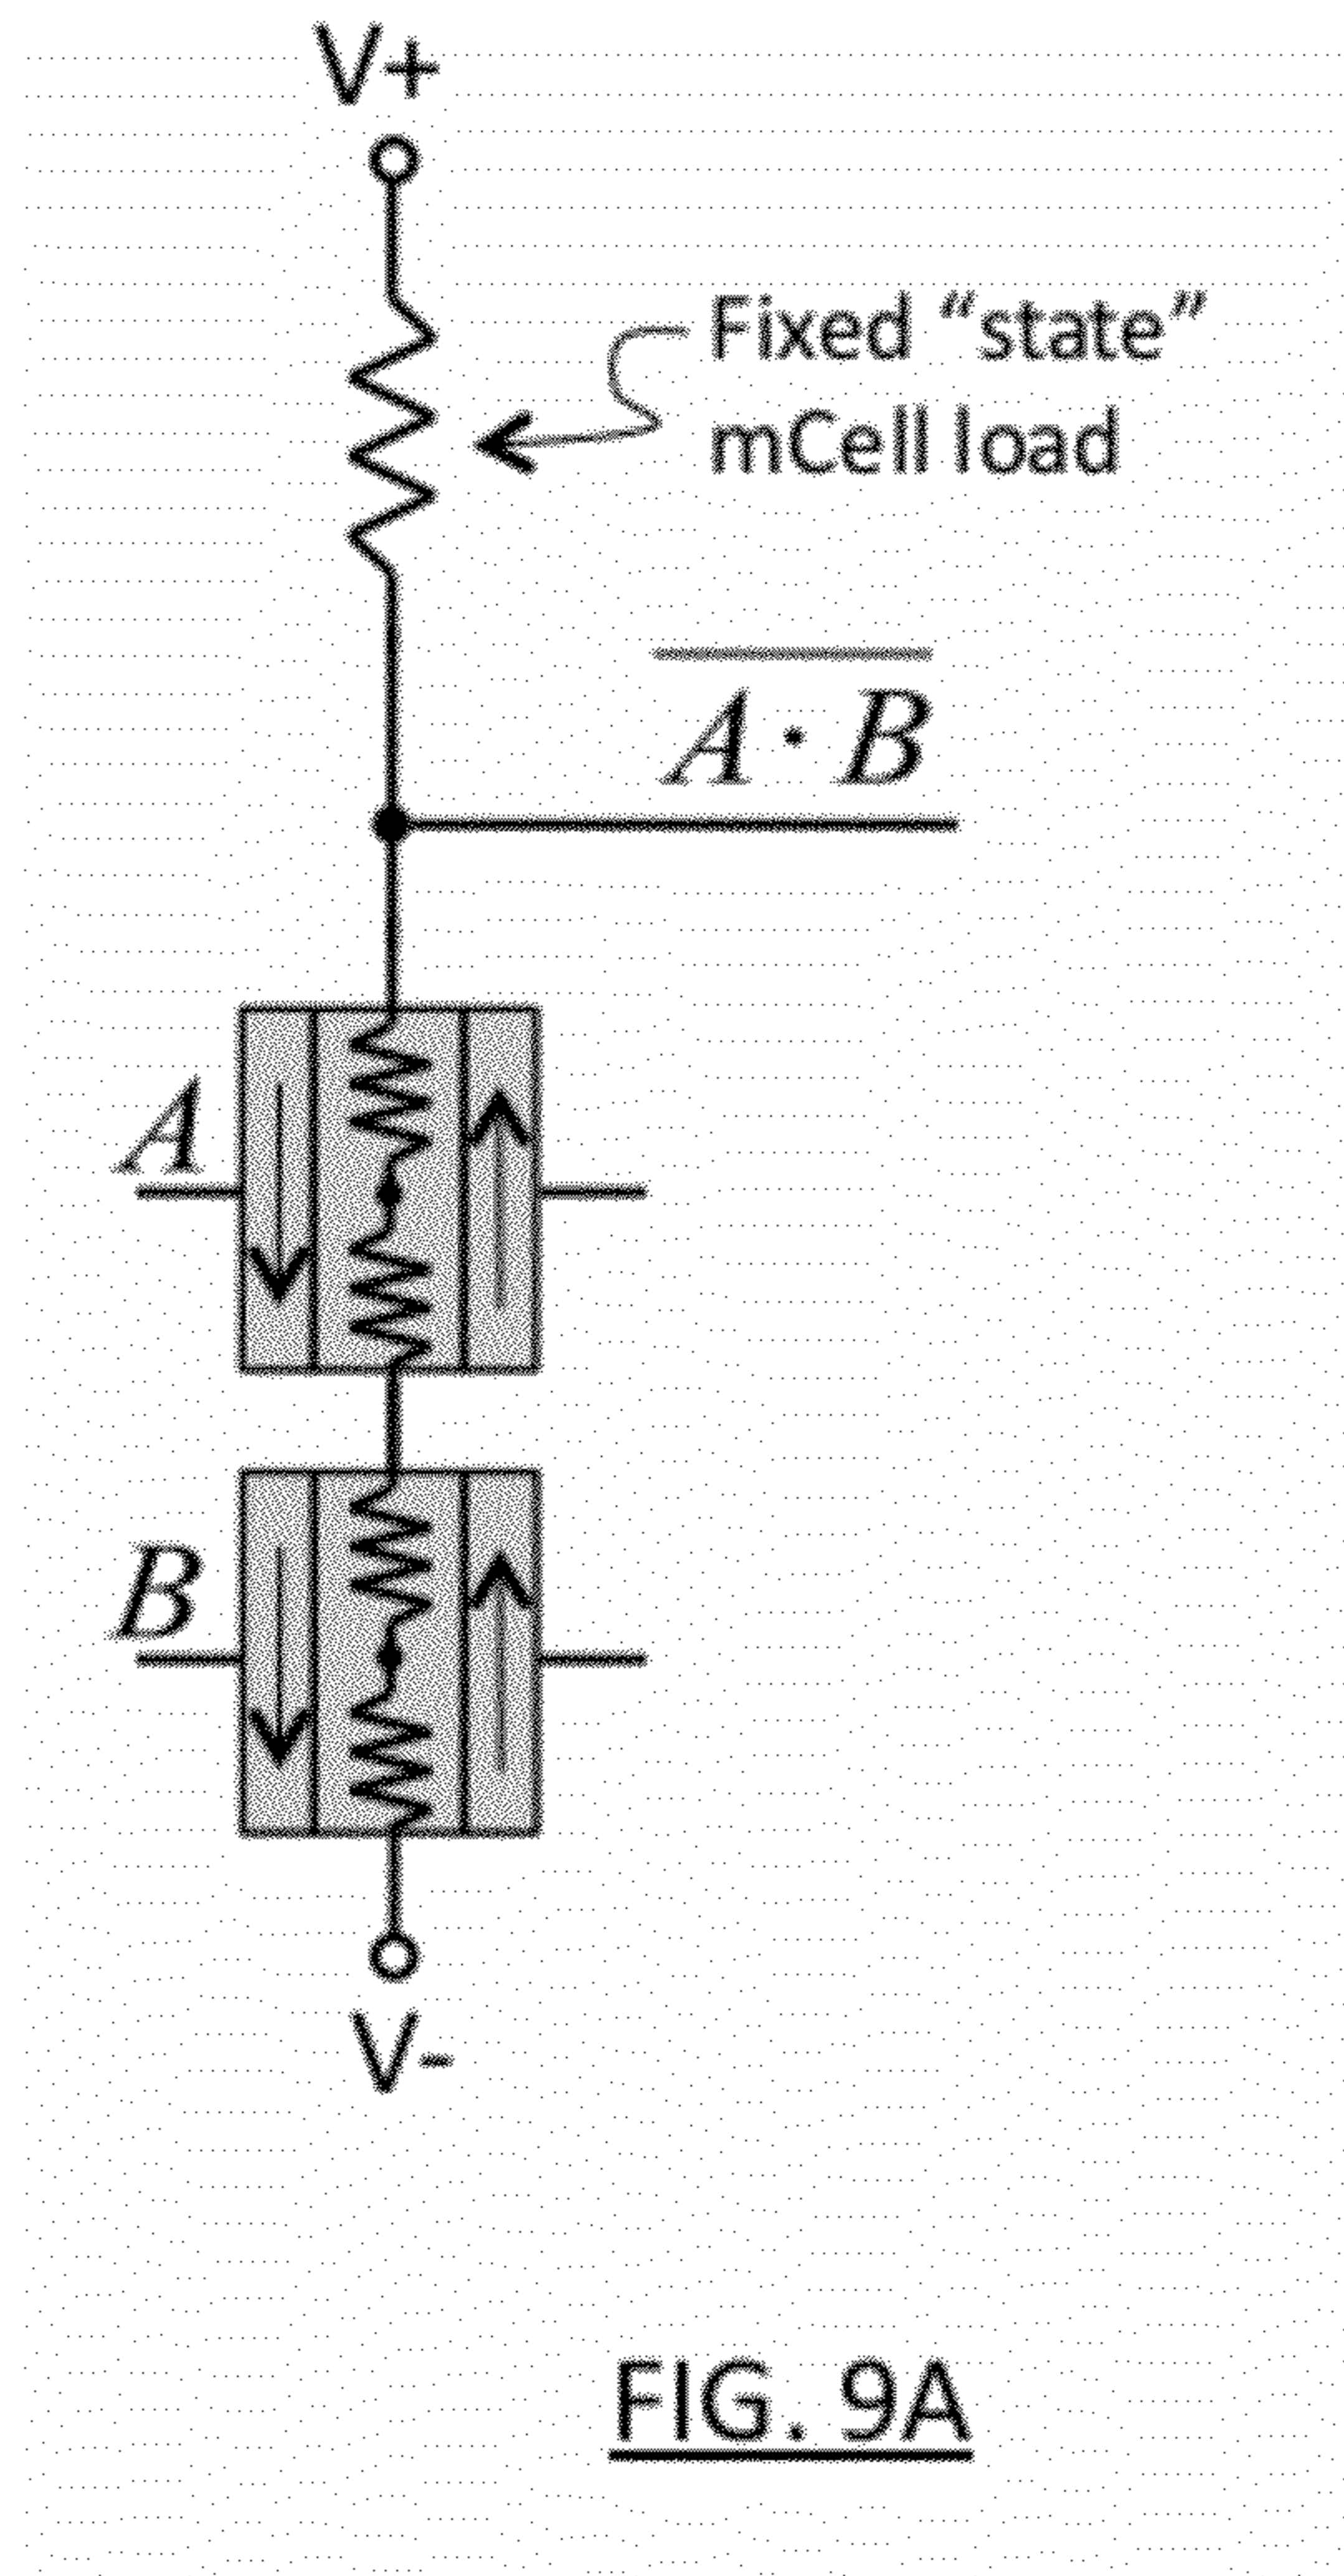 V+
Fixed “state”
mCell load
A · B
A
B
V-
FIG. 9A